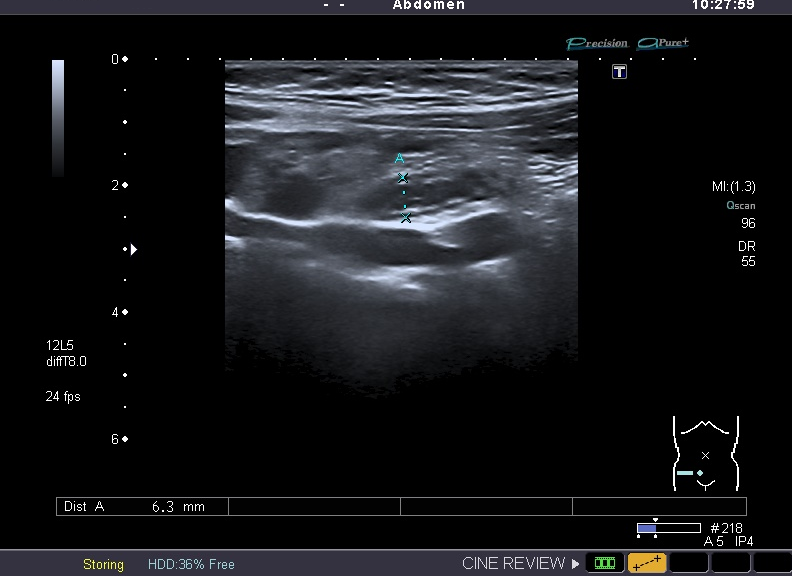 - - Abdomen 10:27:59
Precision APure+
0
T
A
2
MI:(1.3)
Qscan
96
DR
55
4
12L5
diffT8.0
24 fps
6
Dist A 6.3 mm
#218
A 5 IP4
Storing HDD:36% Free CINE REVIEW